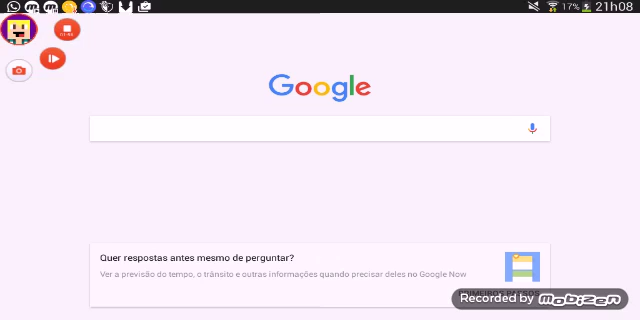 17% 21h08
Google
Quer respostas antes mesmo de perguntar?
Ver a previsão do tempo, o trânsito e outras informações quando precisar deles no Google Now
Recorded by mobizen